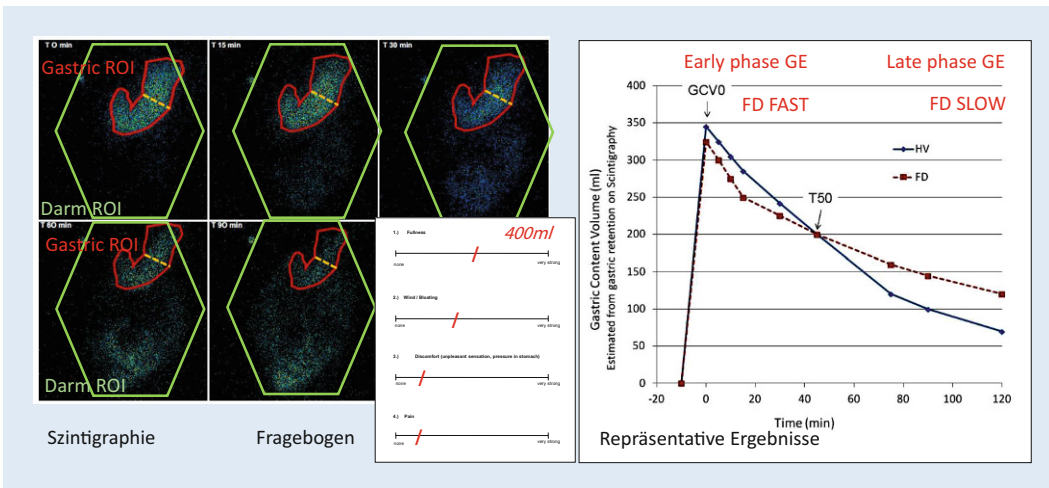 T 0 min
T 15 min
T 30 min
Gastric ROI
Darm ROI
T 60 min
T 90 min
Gastric ROI
Darm ROI
400ml
1.) Fullness
none very strong
2.) Wind / Bloating
none very strong
3.) Discomfort (unpleasant sensation, pressure in stomach)
none very strong
4.) Pain
none very strong
Szintigraphie
Fragebogen
Early phase GE
Late phase GE
GCV0
FD FAST
FD SLOW
HV
FD
T50
Gastric Content Volume (ml)
Estimated from gastric retention on Scintigraphy
400
350
300
250
200
150
100
50
0
-20 0 20 40 60 80 100 120
Time (min)
Repräsentative Ergebnisse